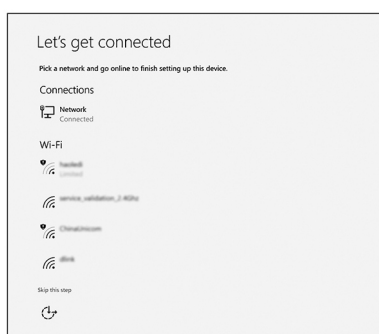 Let's get connected
Pick a network and go online to finish setting up this device.
Connections
Network
Connected
Wi-Fi
Limited
service_validation_2.4Ghz
ChinaUnicom
dlink
Skip this step